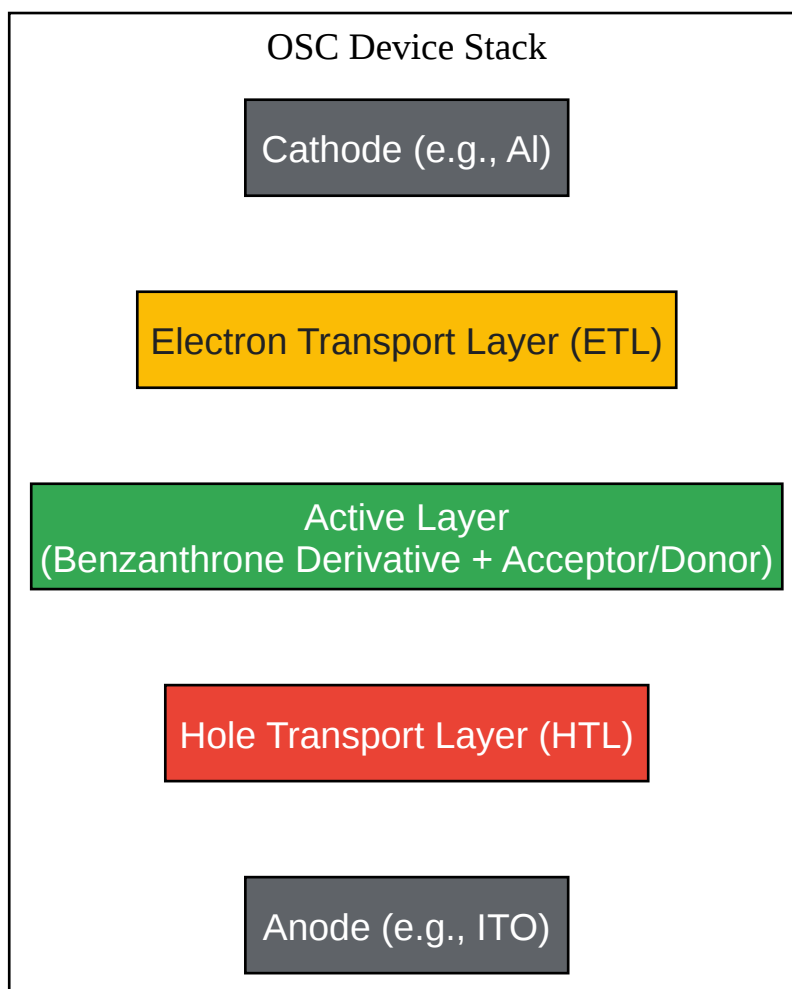 OSC Device Stack
Cathode (e.g., Al)
Electron Transport Layer (ETL)
Active Layer
(Benzanthrone Derivative + Acceptor/Donor)
Hole Transport Layer (HTL)
Anode (e.g., ITO)